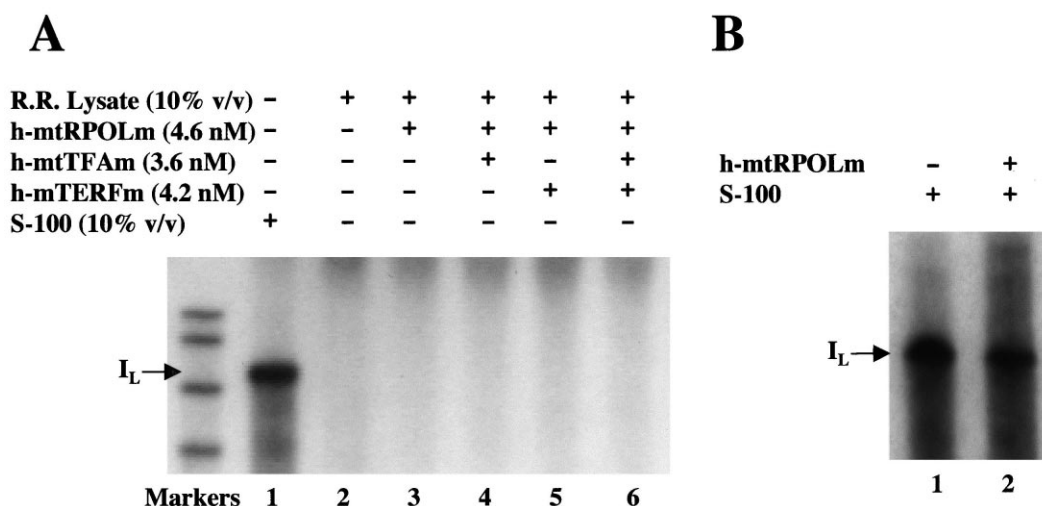 A
R.R. Lysate (10% v/v) – + + + + +
h-mtRPOLm (4.6 nM) – – + + + +
h-mtTFAm (3.6 nM) – – – + – +
h-mTERFm (4.2 nM) – – – – + +
S-100 (10% v/v) + – – – – –
IL
Markers 1 2 3 4 5 6
B
h-mtRPOLm – +
S-100 + +
IL
1 2